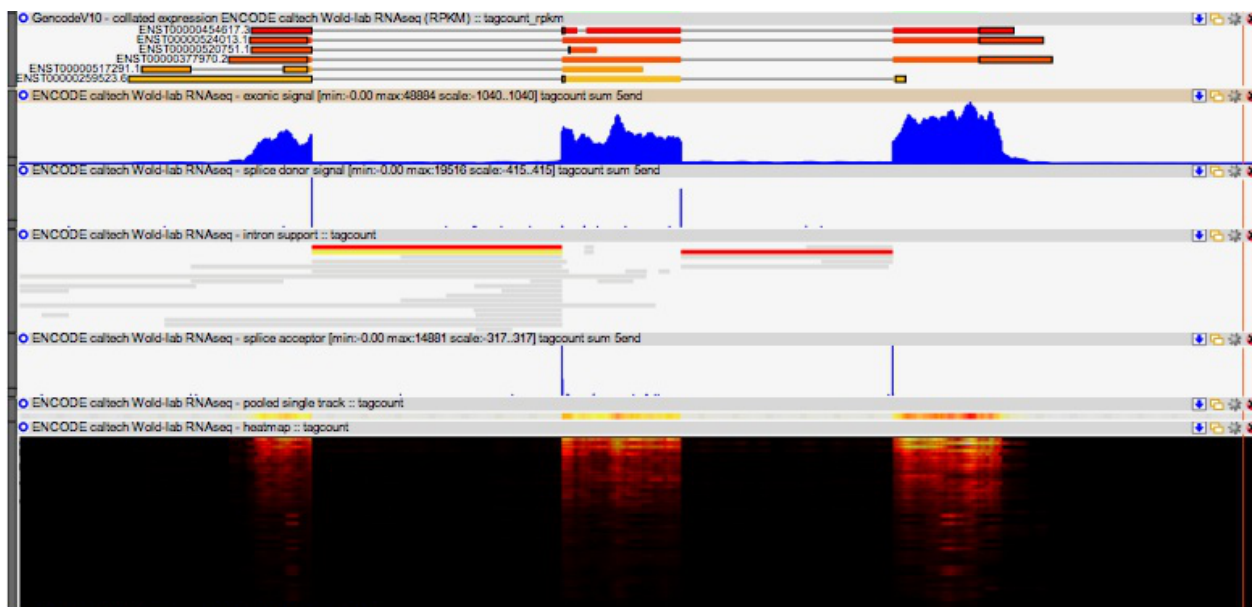 GencodeV10 - collated expression ENCODE caltech Wold-lab RNAseq (RPKM) :: tagcount_rpkm
ENST00000454617.3
ENST00000524013.1
ENST00000520751.1
ENST00000377970.2
ENST00000517291.1
ENST00000259523.6
ENCODE caltech Wold-lab RNAseq - exonic signal [min:-0.00 max:48884 scale:-1040..1040] tagcount sum 5end
ENCODE caltech Wold-lab RNAseq - splice donor signal [min:-0.00 max:19516 scale:-415..415] tagcount sum 5end
ENCODE caltech Wold-lab RNAseq - intron support :: tagcount
ENCODE caltech Wold-lab RNAseq - splice acceptor [min:-0.00 max:14881 scale:-317..317] tagcount sum 5end
ENCODE caltech Wold-lab RNAseq - pooled single track :: tagcount
ENCODE caltech Wold-lab RNAseq - heatmap :: tagcount